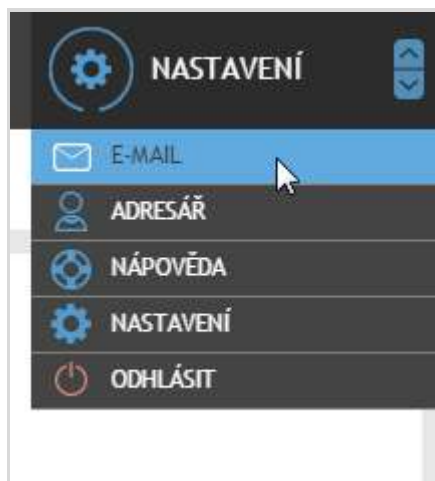 NASTAVENÍ
E-MAIL
ADRESÁŘ
NÁPOVĚDA
NASTAVENÍ
ODHLÁSIT